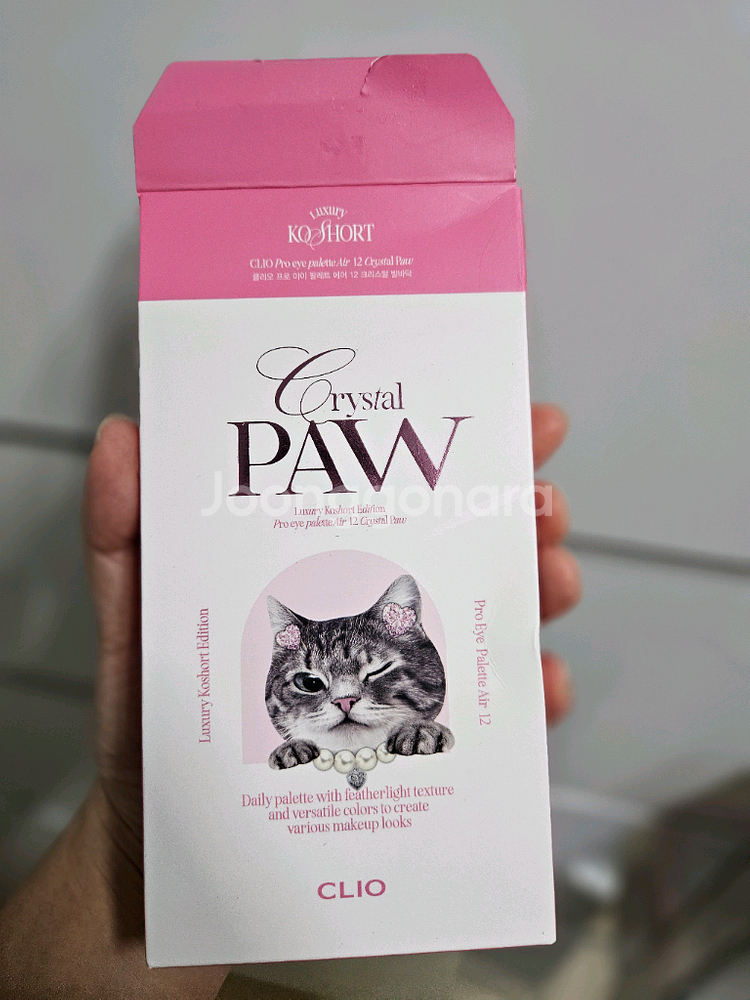 Luxury
KOSHORT
CLIO Pro eye palette Air 12 Crystal Paw
클리오 프로 아이 팔레트 에어 12 크리스탈 발바닥
Crystal
PAW
Joonggonara
Luxury Koshort Edition
Pro eye palette Air 12 Crystal Paw
Luxury Koshort Edition
Pro Eye Palette Air 12
Daily palette with featherlight texture
and versatile colors to create
various makeup looks
CLIO